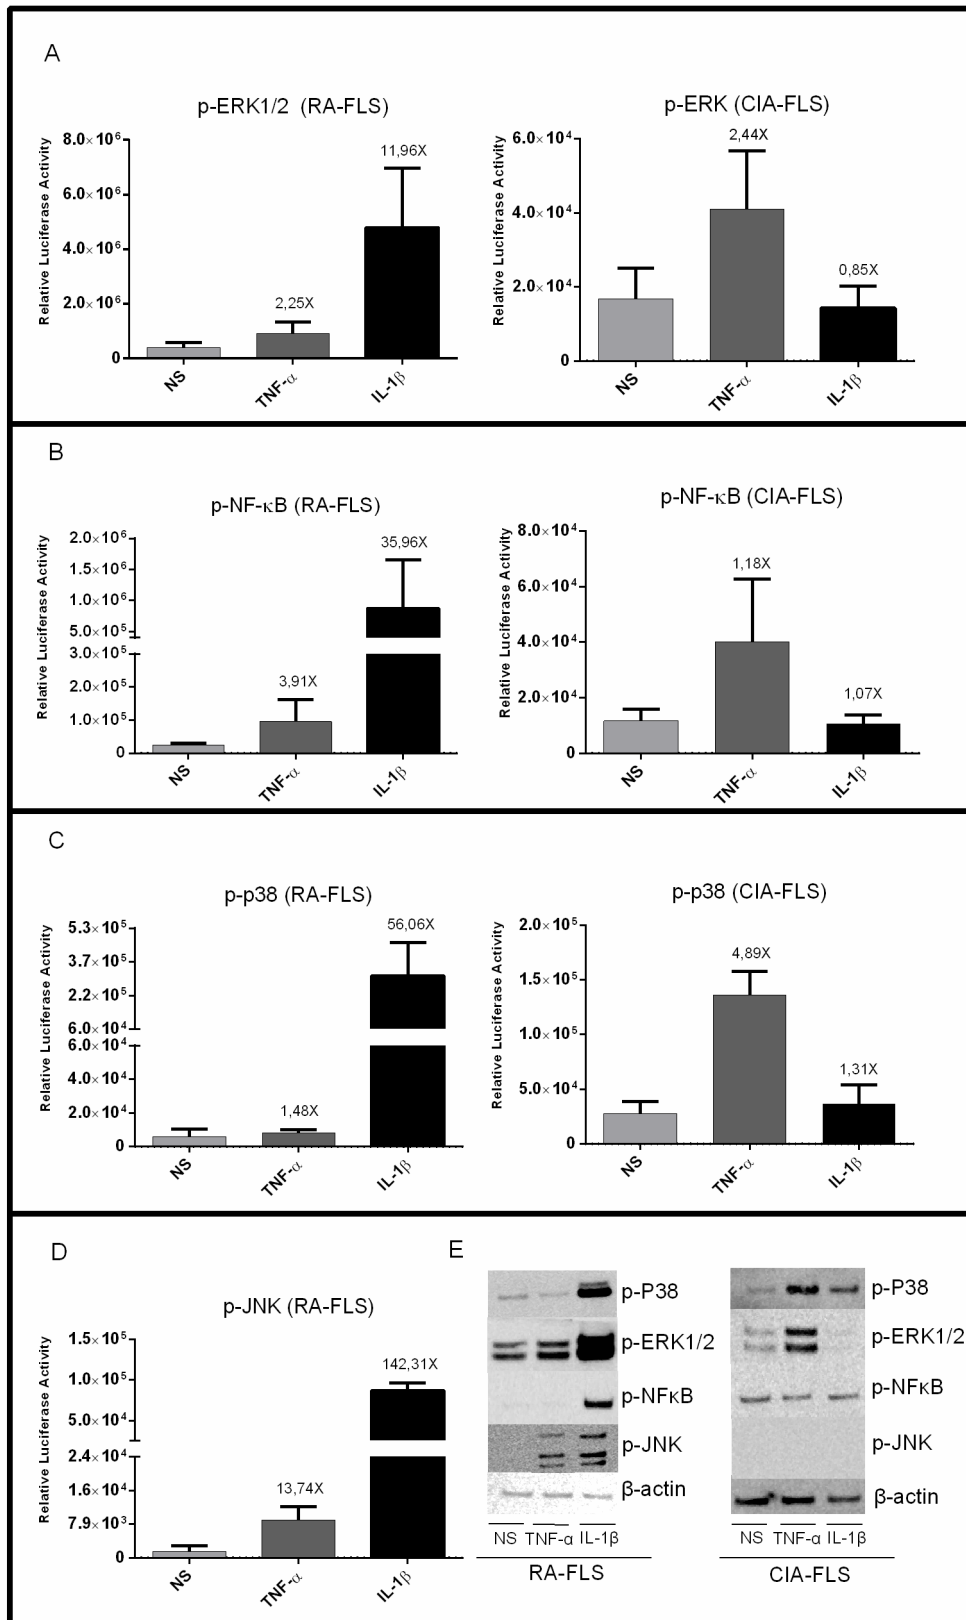 A
p-ERK1/2 (RA-FLS)
Relative Luciferase Activity
8.0×10⁶
6.0×10⁶
4.0×10⁶
2.0×10⁶
0
2,25X
11,96X
NS
TNF-α
IL-1β
p-ERK (CIA-FLS)
Relative Luciferase Activity
6.0×10⁴
4.0×10⁴
2.0×10⁴
0
2,44X
0,85X
NS
TNF-α
IL-1β
B
p-NF-κB (RA-FLS)
Relative Luciferase Activity
2.0×10⁶
1.5×10⁶
1.0×10⁶
5.0×10⁵
3.0×10⁵
2.0×10⁵
1.0×10⁵
0
3,91X
35,96X
NS
TNF-α
IL-1β
p-NF-κB (CIA-FLS)
Relative Luciferase Activity
8.0×10⁴
6.0×10⁴
4.0×10⁴
2.0×10⁴
0
1,18X
1,07X
NS
TNF-α
IL-1β
C
p-p38 (RA-FLS)
Relative Luciferase Activity
5.3×10⁵
3.7×10⁵
2.2×10⁵
6.0×10⁴
6.0×10⁴
4.0×10⁴
2.0×10⁴
0
1,48X
56,06X
NS
TNF-α
IL-1β
p-p38 (CIA-FLS)
Relative Luciferase Activity
2.0×10⁵
1.5×10⁵
1.0×10⁵
5.0×10⁴
0
4,89X
1,31X
NS
TNF-α
IL-1β
D
p-JNK (RA-FLS)
Relative Luciferase Activity
1.5×10⁵
1.0×10⁵
5.0×10⁴
2.4×10⁴
1.6×10⁴
7.9×10³
0
13,74X
142,31X
NS
TNF-α
IL-1β
E
p-P38
p-ERK1/2
p-NFκB
p-JNK
β-actin
NS TNF-α IL-1β
RA-FLS
p-P38
p-ERK1/2
p-NFκB
p-JNK
β-actin
NS TNF-α IL-1β
CIA-FLS